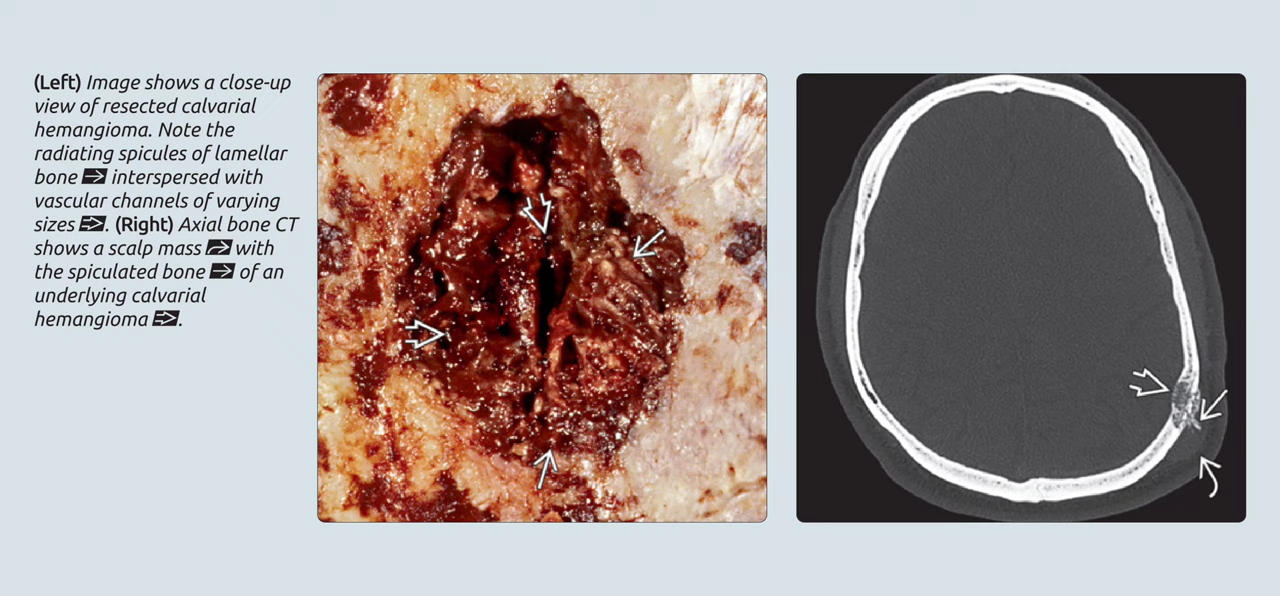 (Left) Image shows a close-up
view of resected calvarial
hemangioma. Note the
radiating spicules of lamellar
bone interspersed with
vascular channels of varying
sizes . (Right) Axial bone CT
shows a scalp mass with
the spiculated bone of an
underlying calvarial
hemangioma .